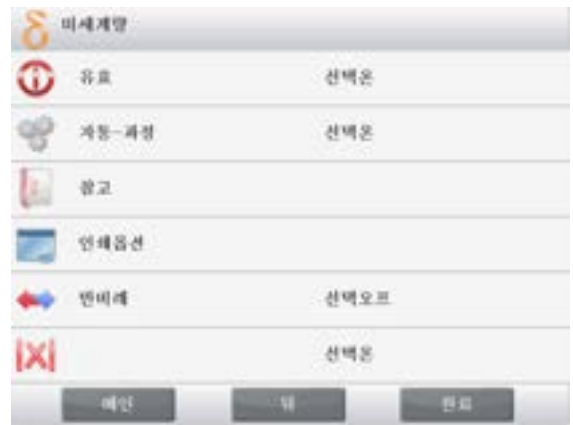 δ 미세계량
유효 선택온
자동-과정 선택온
참고
인쇄옵션
반비례 선택오프
|X| 선택온
메인 뒤 완료